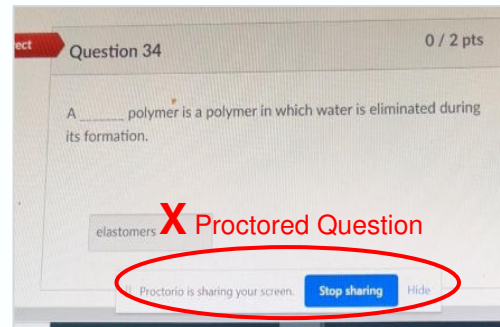 ect
Question 34
0 / 2 pts
A ______ polymer is a polymer in which water is eliminated during
its formation.
elastomers X Proctored Question
Proctorio is sharing your screen. Stop sharing Hide